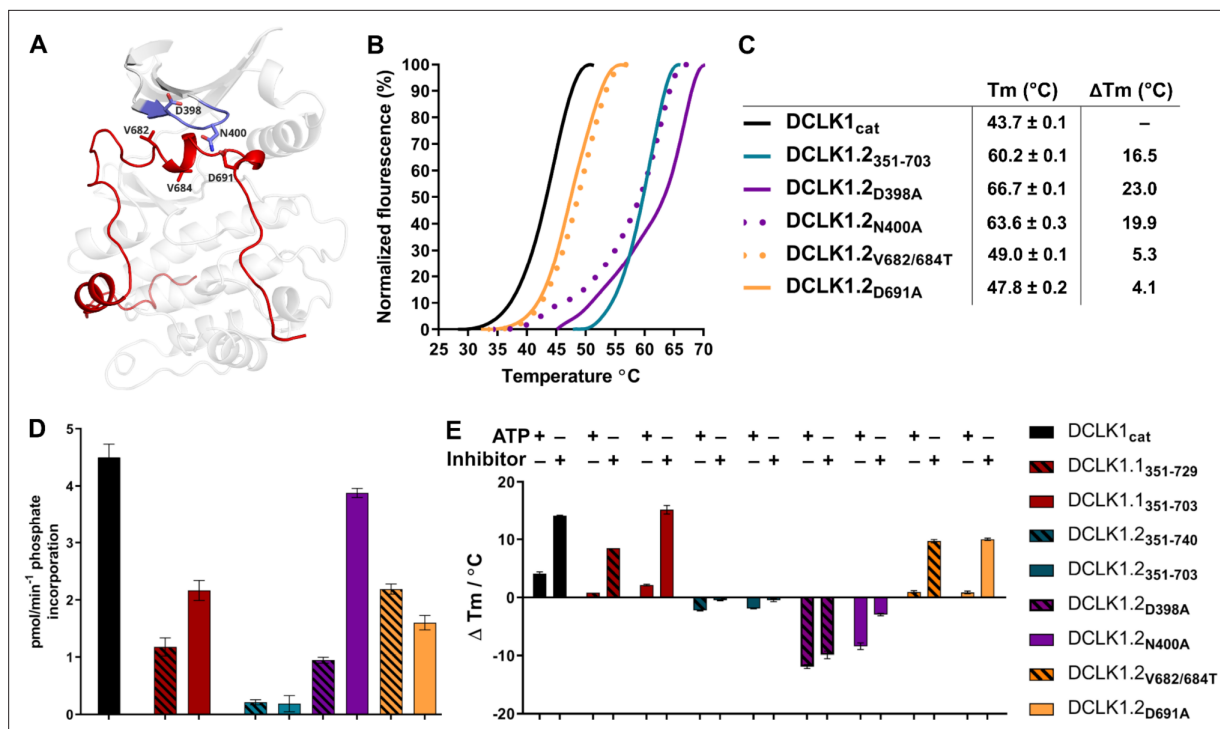 A
D398
V682
N400
V684
D691
B
Normalized flourescence (%)
100
90
80
70
60
50
40
30
20
10
0
25 35 40 45 50 55 60 65 70
Temperature °C
C
Tm (°C) ΔTm (°C)
DCLK1cat 43.7 ± 0.1 –
DCLK1.2351-703 60.2 ± 0.1 16.5
DCLK1.2D398A 66.7 ± 0.1 23.0
DCLK1.2N400A 63.6 ± 0.3 19.9
DCLK1.2V682/684T 49.0 ± 0.1 5.3
DCLK1.2D691A 47.8 ± 0.2 4.1
D
pmol/min-1 phosphate
incorporation
5
4
3
2
1
0
E
ATP + – + – + – + – + – + – + – + – + –
Inhibitor – + – + – + – + – + – + – + – + – +
Δ Tm / °C
20
10
0
-10
-20
DCLK1cat
DCLK1.1351-729
DCLK1.1351-703
DCLK1.2351-740
DCLK1.2351-703
DCLK1.2D398A
DCLK1.2N400A
DCLK1.2V682/684T
DCLK1.2D691A